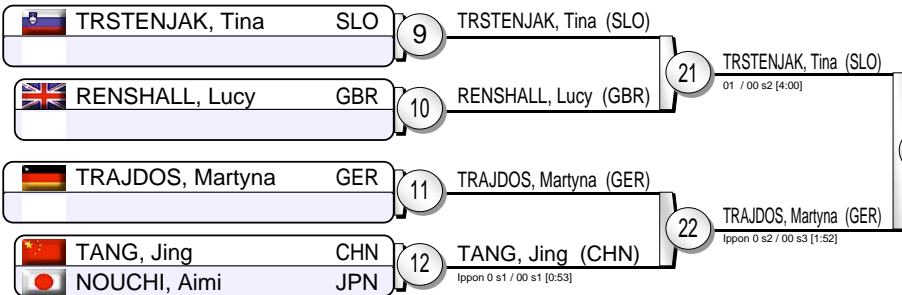 TRSTENJAK, Tina SLO
9
TRSTENJAK, Tina (SLO)
RENSHALL, Lucy GBR
10
RENSHALL, Lucy (GBR)
21
TRSTENJAK, Tina (SLO)
01 / 00 s2 [4:00]
TRAJDOS, Martyna GER
11
TRAJDOS, Martyna (GER)
TANG, Jing CHN
NOUCHI, Aimi JPN
12
TANG, Jing (CHN)
Ippon 0 s1 / 00 s1 [0:53]
22
TRAJDOS, Martyna (GER)
Ippon 0 s2 / 00 s3 [1:52]